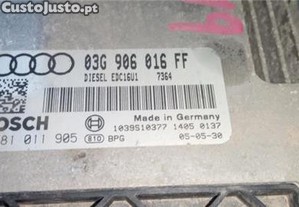 CustoJusto.pt
03G 906 016 FF
DIESEL EDC16U1 7364
Made in Germany
BOSCH
1039S10377 1405 0137
81 011 905 E10 BPG 05-05-30